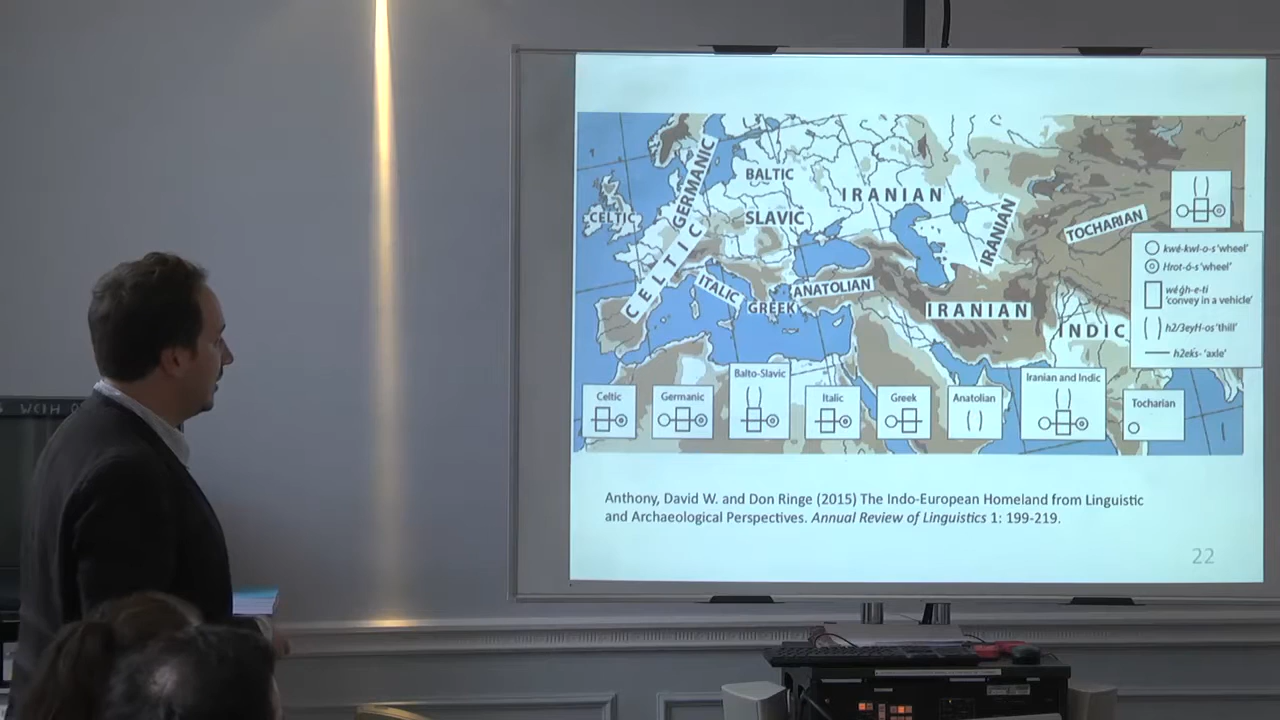 GERMANIC
BALTIC
IRANIAN
CELTIC
SLAVIC
IRANIAN
TOCHARIAN
CELTIC
ITALIC
ANATOLIAN
GREEK
IRANIAN
INDIC
kwé-kwl-o-s ‘wheel’
Hrot-ó-s ‘wheel’
wéǵh-e-ti
‘convey in a vehicle’
h2/3eyH-os ‘thill’
h2eḱs- ‘axle’
Celtic
Germanic
Balto-Slavic
Italic
Greek
Anatolian
Iranian and Indic
Tocharian
Anthony, David W. and Don Ringe (2015) The Indo-European Homeland from Linguistic
and Archaeological Perspectives. Annual Review of Linguistics 1: 199-219.
22